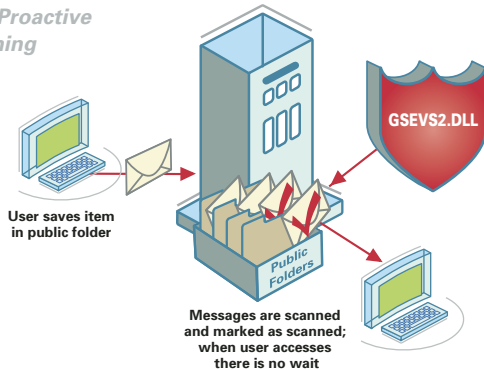 Proactive
ning
GSEVS2.DLL
User saves item
in public folder
Public
Folders
Messages are scanned
and marked as scanned;
when user accesses
there is no wait